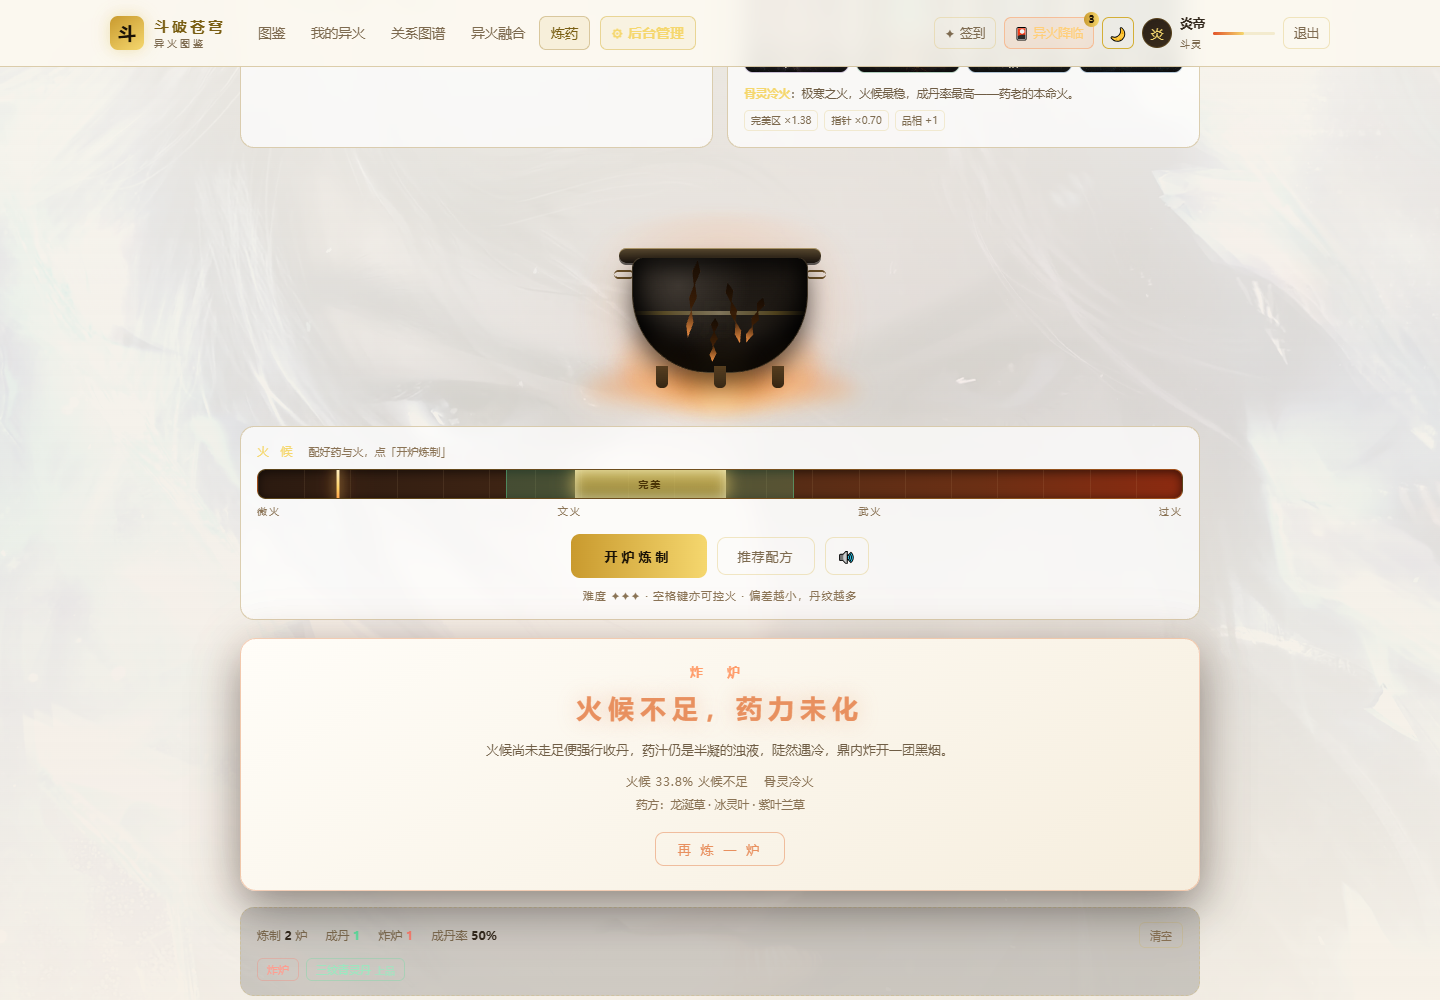 斗 斗破苍穹 图鉴 我的异火 关系图谱 异火融合 炼药 后台管理 ✦ 签到 异火降临 3 炎 炎帝 退出
异火图鉴 斗灵
骨灵冷火：极寒之火，火候最稳，成丹率最高——药老的本命火。
完美区 ×1.38 指针 ×0.70 品相 +1
火 候 配好药与火，点「开炉炼制」
完美
微火 文火 武火 过火
开炉炼制 推荐配方
难度 ✦✦✦ · 空格键亦可控火 · 偏差越小，丹纹越多
炸 炉
火候不足，药力未化
火候尚未走足便强行收丹，药汁仍是半凝的浊液，陡然遇冷，鼎内炸开一团黑烟。
火候 33.8% 火候不足 骨灵冷火
药方：龙涎草 · 冰灵叶 · 紫叶兰草
再 炼 一 炉
炼制 2 炉 成丹 1 炸炉 1 成丹率 50% 清空
炸炉